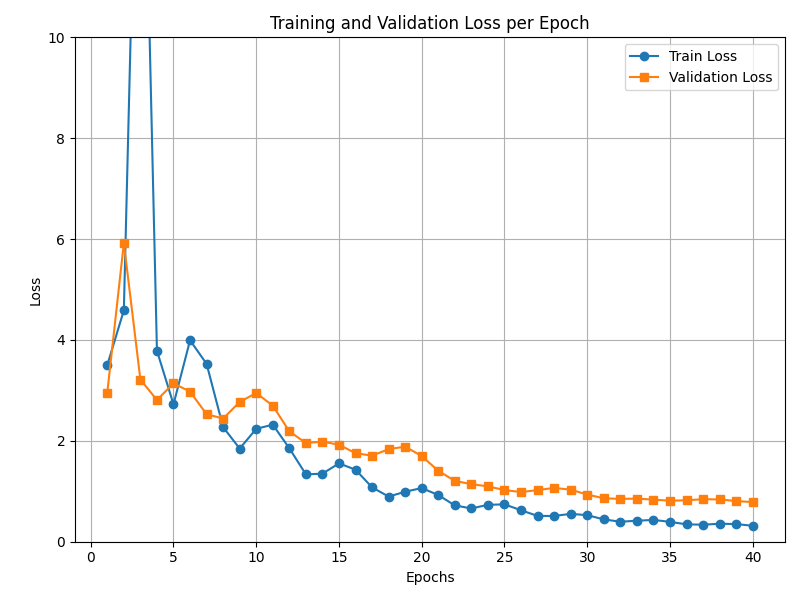 Training and Validation Loss per Epoch
Train Loss
Validation Loss
Loss
10
8
6
4
2
0
0 5 10 15 20 25 30 35 40
Epochs